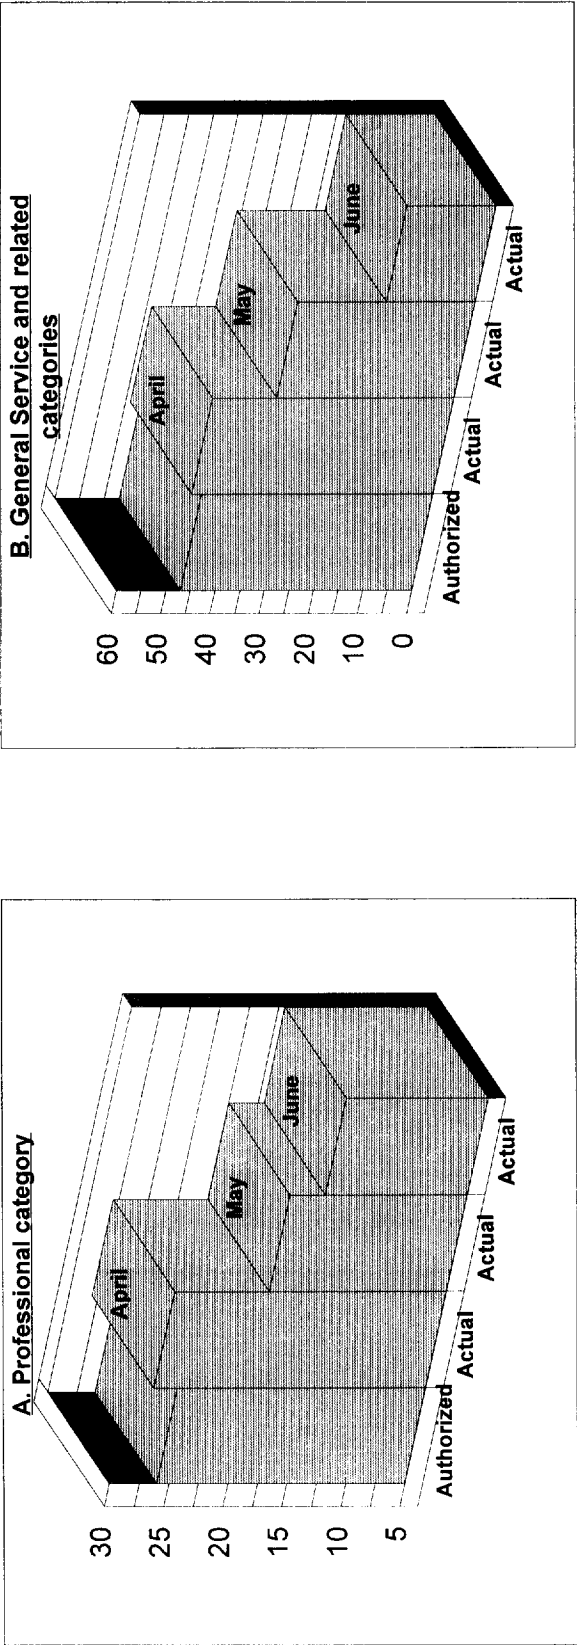 A. Professional category
30
25
20
15
10
5
April
May
June
Authorized
Actual
Actual
Actual
B. General Service and related
categories
60
50
40
30
20
10
0
April
May
June
Authorized
Actual
Actual
Actual